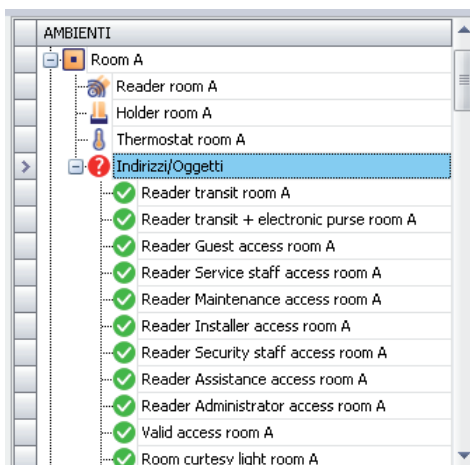 AMBIENTI
Room A
Reader room A
Holder room A
Thermostat room A
Indirizzi/Oggetti
Reader transit room A
Reader transit + electronic purse room A
Reader Guest access room A
Reader Service staff access room A
Reader Maintenance access room A
Reader Installer access room A
Reader Security staff access room A
Reader Assistance access room A
Reader Administrator access room A
Valid access room A
Room curtesy light room A